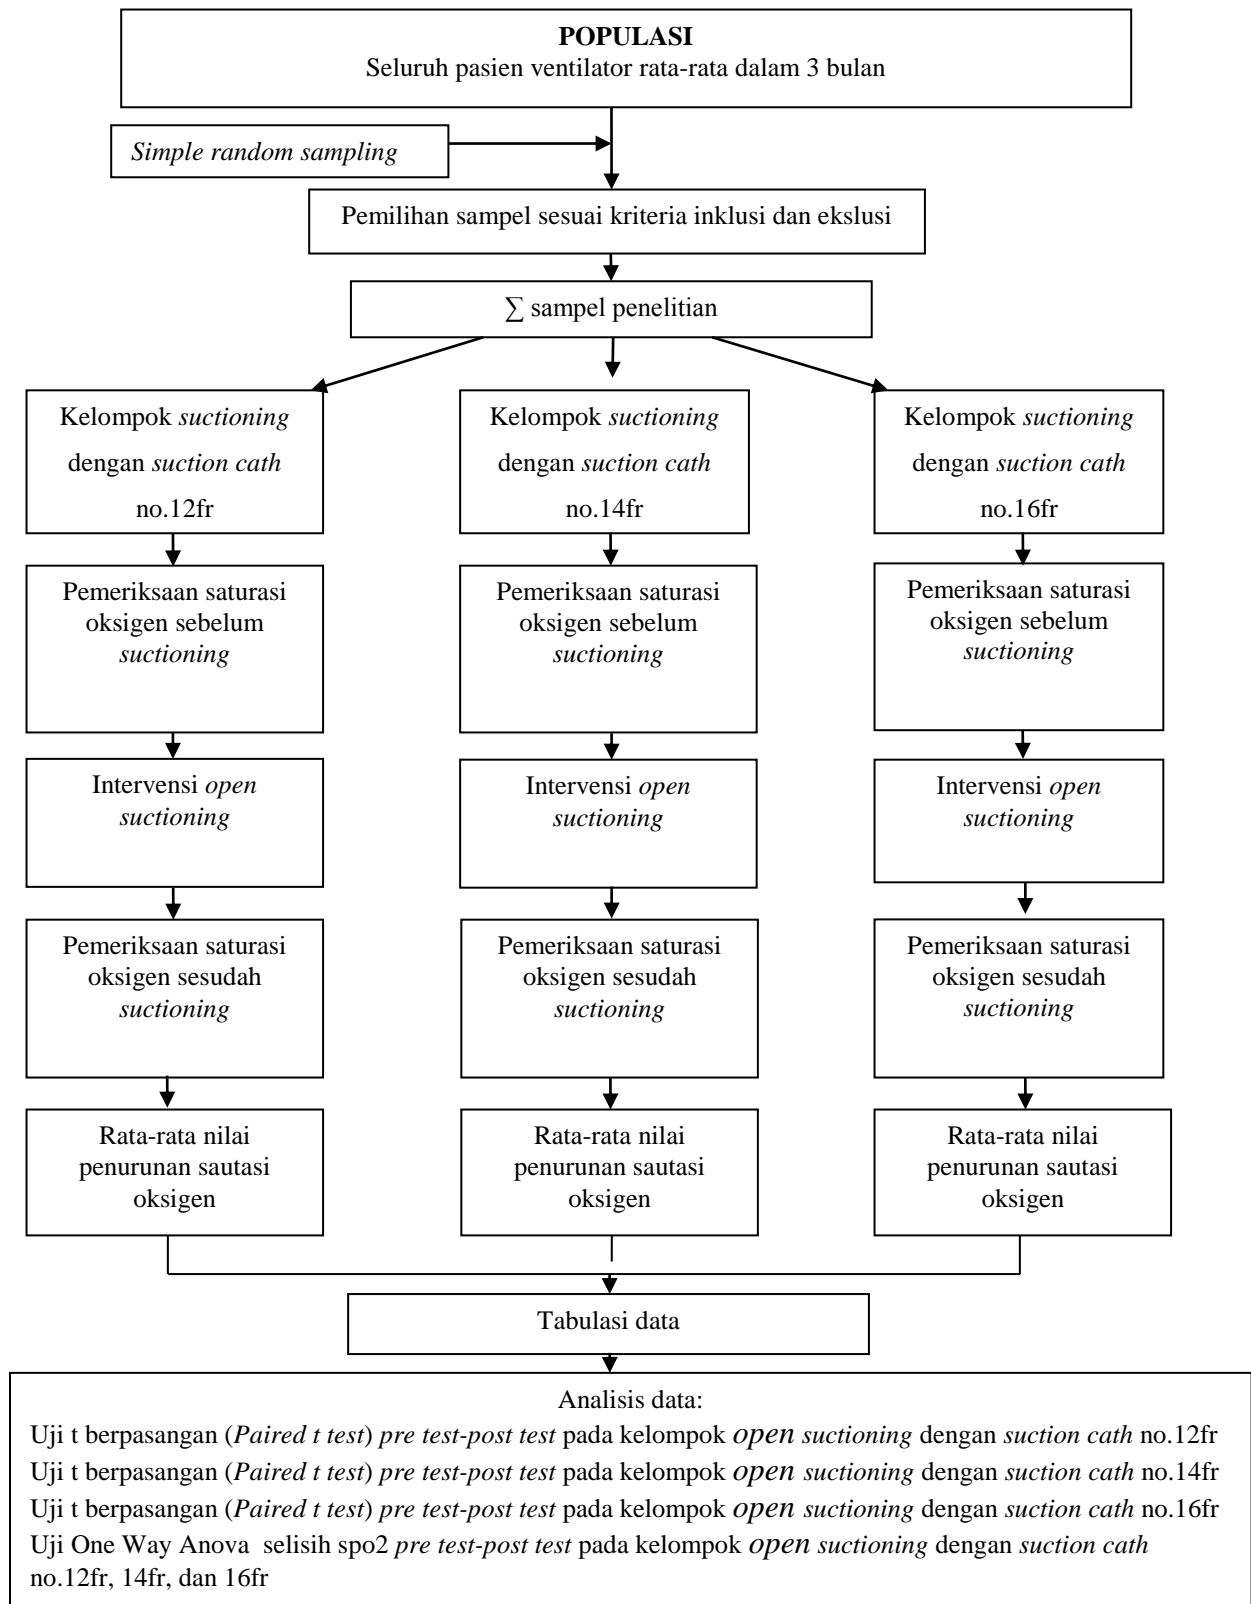 POPULASI
Seluruh pasien ventilator rata-rata dalam 3 bulan
Simple random sampling
Pemilihan sampel sesuai kriteria inklusi dan ekslusi
∑ sampel penelitian
Kelompok suctioning
dengan suction cath
no.12fr
Kelompok suctioning
dengan suction cath
no.14fr
Kelompok suctioning
dengan suction cath
no.16fr
Pemeriksaan saturasi
oksigen sebelum
suctioning
Pemeriksaan saturasi
oksigen sebelum
suctioning
Pemeriksaan saturasi
oksigen sebelum
suctioning
Intervensi open
suctioning
Intervensi open
suctioning
Intervensi open
suctioning
Pemeriksaan saturasi
oksigen sesudah
suctioning
Pemeriksaan saturasi
oksigen sesudah
suctioning
Pemeriksaan saturasi
oksigen sesudah
suctioning
Rata-rata nilai
penurunan sautasi
oksigen
Rata-rata nilai
penurunan sautasi
oksigen
Rata-rata nilai
penurunan sautasi
oksigen
Tabulasi data
Analisis data:
Uji t berpasangan (Paired t test) pre test-post test pada kelompok open suctioning dengan suction cath no.12fr
Uji t berpasangan (Paired t test) pre test-post test pada kelompok open suctioning dengan suction cath no.14fr
Uji t berpasangan (Paired t test) pre test-post test pada kelompok open suctioning dengan suction cath no.16fr
Uji One Way Anova selisih spo2 pre test-post test pada kelompok open suctioning dengan suction cath
no.12fr, 14fr, dan 16fr